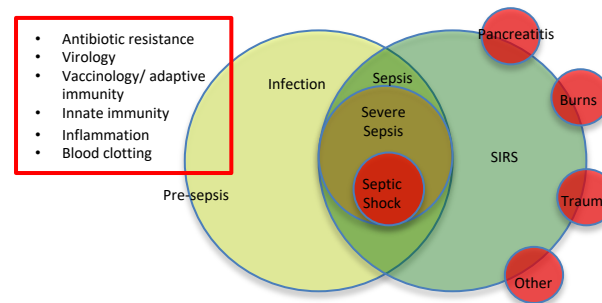 • Antibiotic resistance
• Virology
• Vaccinology/ adaptive
immunity
• Innate immunity
• Inflammation
• Blood clotting
Pre-sepsis
Infection
Sepsis
Severe
Sepsis
Septic
Shock
SIRS
Pancreatitis
Burns
Traum
Other